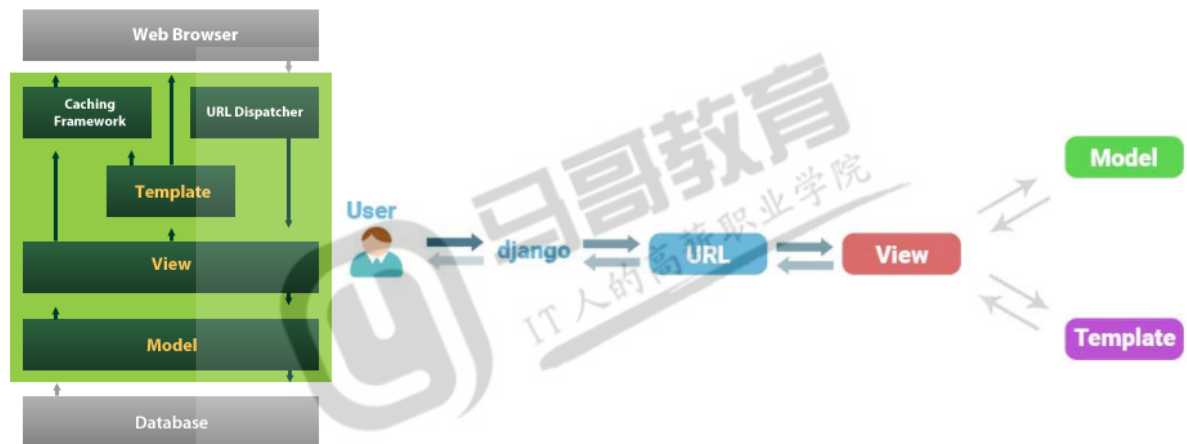 Web Browser
Caching
Framework
URL Dispatcher
Template
View
Model
Database
User
django
URL
View
Model
Template
马哥教育
IT人的高薪职业学院